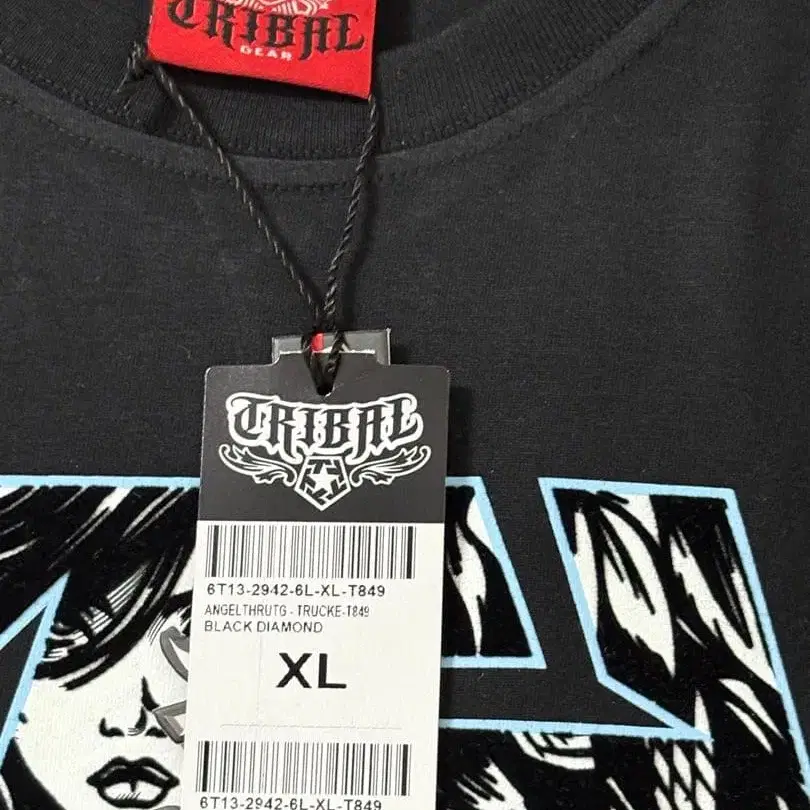 TRIBAL
GEAR
TRIBAL
6T13-2942-6L-XL-T849
ANGELTHRUTG - TRUCKE-T849
BLACK DIAMOND
XL
6T13-2942-6L-XL-T849